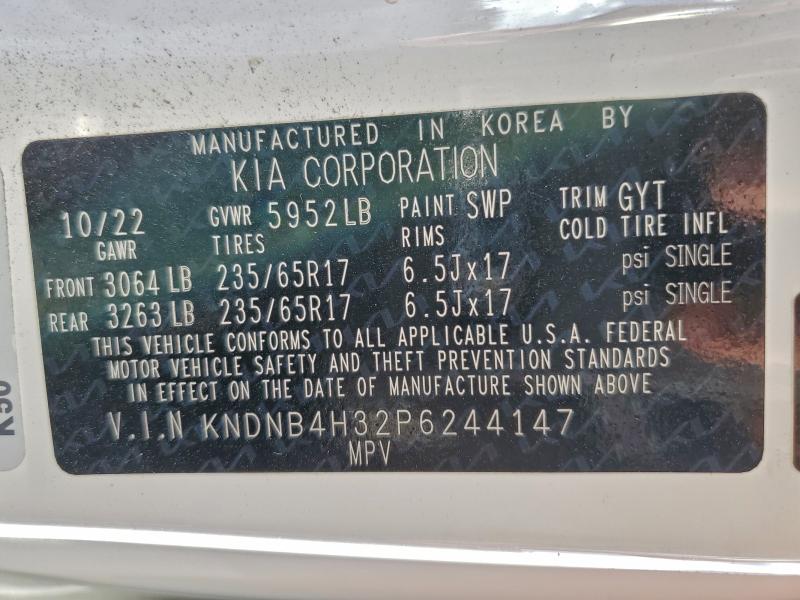 MANUFACTURED IN KOREA BY
KIA CORPORATION
10/22 GVWR 5952LB PAINT SWP TRIM GYT
GAWR TIRES RIMS COLD TIRE INFL
FRONT 3064 LB 235/65R17 6.5Jx17 psi SINGLE
REAR 3263 LB 235/65R17 6.5Jx17 psi SINGLE
THIS VEHICLE CONFORMS TO ALL APPLICABLE U.S.A. FEDERAL
MOTOR VEHICLE SAFETY AND THEFT PREVENTION STANDARDS
IN EFFECT ON THE DATE OF MANUFACTURE SHOWN ABOVE
V.I.N KNDNB4H32P6244147
MPV